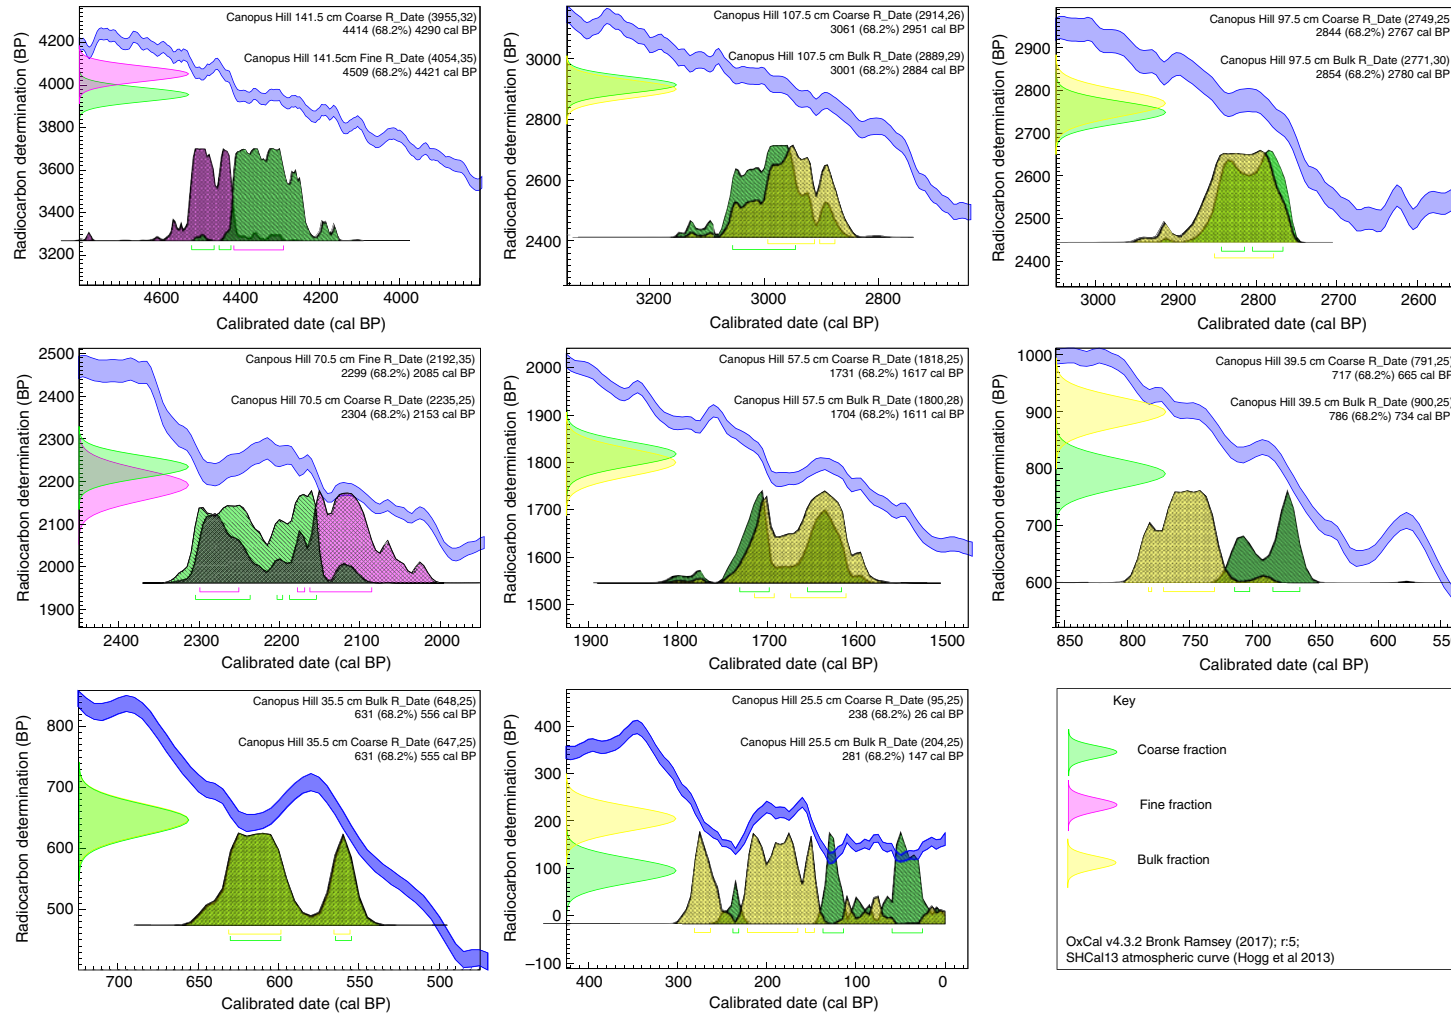 Canopus Hill 141.5 cm Coarse R_Date (3955,32)
4414 (68.2%) 4290 cal BP
Canopus Hill 141.5cm Fine R_Date (4054,35)
4509 (68.2%) 4421 cal BP
Radiocarbon determination (BP)
4200
4000
3800
3600
3400
3200
4600
4400
4200
4000
Calibrated date (cal BP)
Canopus Hill 107.5 cm Coarse R_Date (2914,26)
3061 (68.2%) 2951 cal BP
Canopus Hill 107.5 cm Bulk R_Date (2889,29)
3001 (68.2%) 2884 cal BP
Radiocarbon determination (BP)
3200
3000
2800
2600
2400
3200
3000
2800
Calibrated date (cal BP)
Canopus Hill 97.5 cm Coarse R_Date (2749,25
2844 (68.2%) 2767 cal BP
Canopus Hill 97.5 cm Bulk R_Date (2771,30)
2854 (68.2%) 2780 cal BP
Radiocarbon determination (BP)
2900
2800
2700
2600
2500
2400
3000
2900
2800
2700
2600
Calibrated date (cal BP)
Canpous Hill 70.5 cm Fine R_Date (2192,35)
2299 (68.2%) 2085 cal BP
Canopus Hill 70.5 cm Coarse R_Date (2235,25)
2304 (68.2%) 2153 cal BP
Radiocarbon determination (BP)
2500
2400
2300
2200
2100
2000
1900
2400
2300
2200
2100
2000
Calibrated date (cal BP)
Canopus Hill 57.5 cm Coarse R_Date (1818,25)
1731 (68.2%) 1617 cal BP
Canopus Hill 57.5 cm Bulk R_Date (1800,28)
1704 (68.2%) 1611 cal BP
Radiocarbon determination (BP)
2000
1900
1800
1700
1600
1500
1900
1800
1700
1600
1500
Calibrated date (cal BP)
Canopus Hill 39.5 cm Coarse R_Date (791,25)
717 (68.2%) 665 cal BP
Canopus Hill 39.5 cm Bulk R_Date (900,25)
786 (68.2%) 734 cal BP
Radiocarbon determination (BP)
1000
900
800
700
600
850
800
750
700
650
600
550
Calibrated date (cal BP)
Canopus Hill 35.5 cm Bulk R_Date (648,25)
631 (68.2%) 556 cal BP
Canopus Hill 35.5 cm Coarse R_Date (647,25)
631 (68.2%) 555 cal BP
Radiocarbon determination (BP)
800
700
600
500
700
650
600
550
500
Calibrated date (cal BP)
Canopus Hill 25.5 cm Coarse R_Date (95,25)
238 (68.2%) 26 cal BP
Canopus Hill 25.5 cm Bulk R_Date (204,25)
281 (68.2%) 147 cal BP
Radiocarbon determination (BP)
400
300
200
100
0
−100
400
300
200
100
0
Calibrated date (cal BP)
Key
Coarse fraction
Fine fraction
Bulk fraction
OxCal v4.3.2 Bronk Ramsey (2017); r:5;
SHCal13 atmospheric curve (Hogg et al 2013)